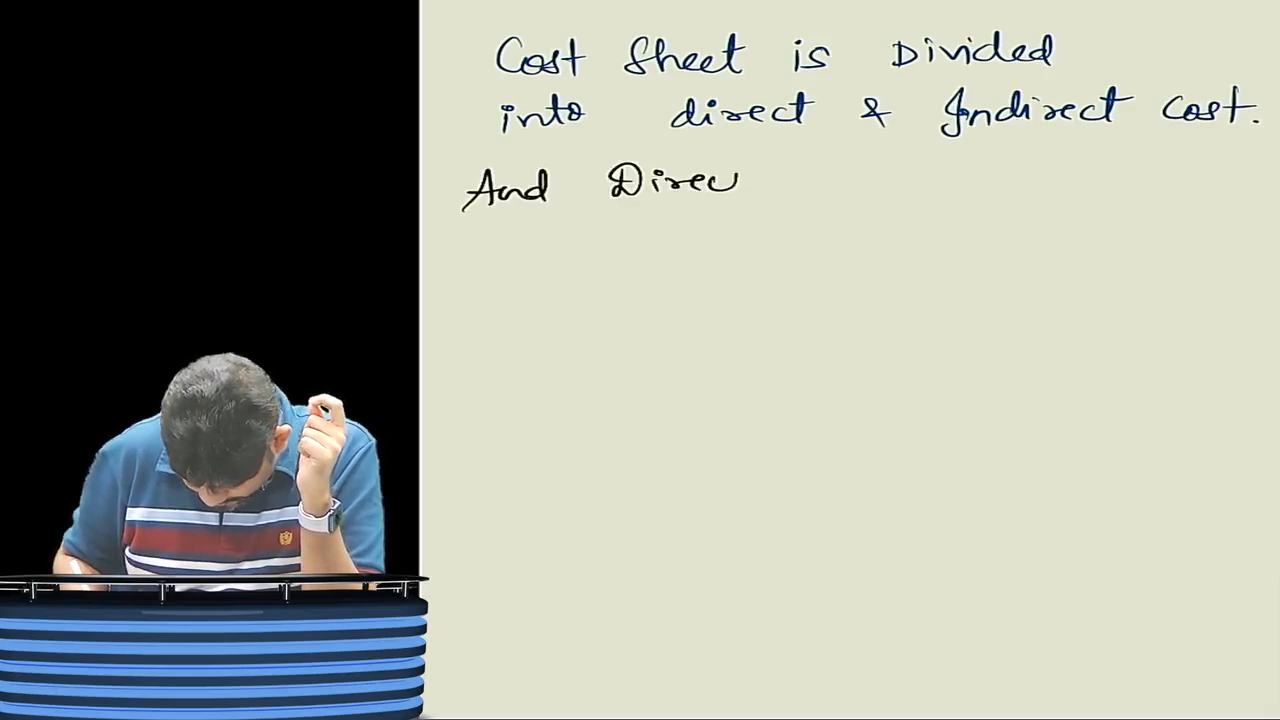 Cost Sheet is Divided
into direct & Indirect Cost.
And Direc